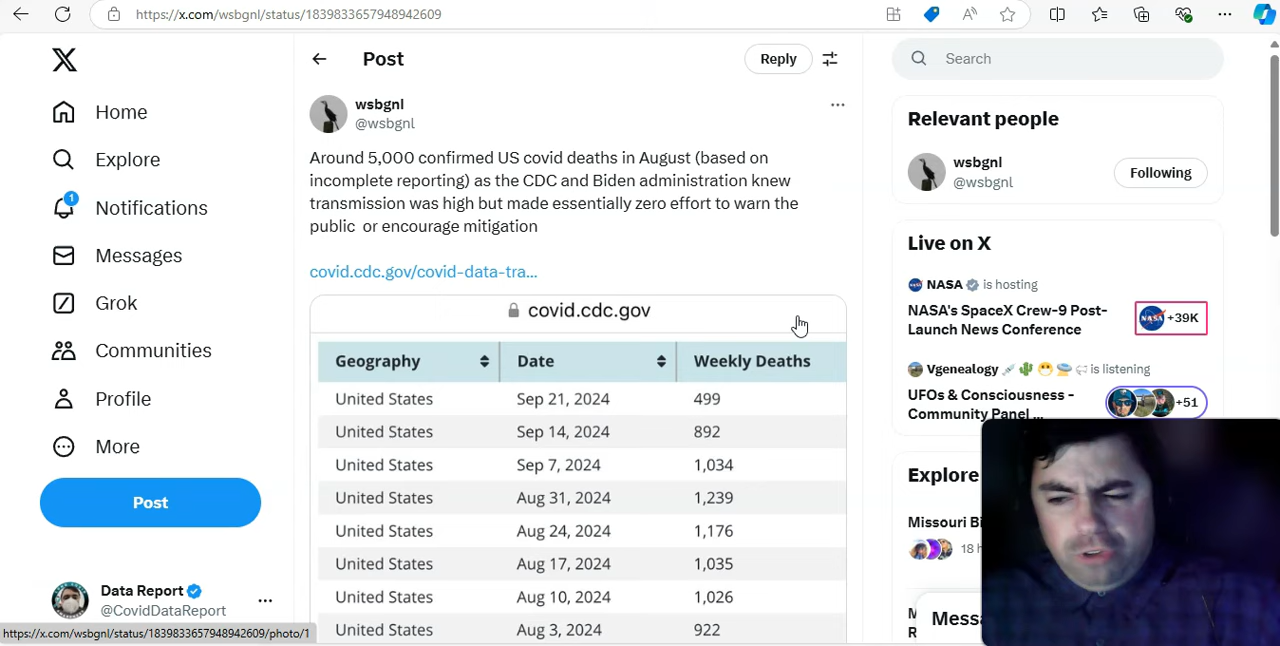 https://x.com/wsbgnl/status/1839833657948942609
Home
Explore
1
Notifications
Messages
Grok
Communities
Profile
More
Post
Data Report
@CovidDataReport
https://x.com/wsbgnl/status/1839833657948942609/photo/1
Post
Reply
wsbgnl
@wsbgnl
Around 5,000 confirmed US covid deaths in August (based on
incomplete reporting) as the CDC and Biden administration knew
transmission was high but made essentially zero effort to warn the
public or encourage mitigation
covid.cdc.gov/covid-data-tra...
covid.cdc.gov
Geography Date Weekly Deaths
United States Sep 21, 2024 499
United States Sep 14, 2024 892
United States Sep 7, 2024 1,034
United States Aug 31, 2024 1,239
United States Aug 24, 2024 1,176
United States Aug 17, 2024 1,035
United States Aug 10, 2024 1,026
United States Aug 3, 2024 922
Search
Relevant people
wsbgnl
@wsbgnl
Following
Live on X
NASA is hosting
NASA's SpaceX Crew-9 Post-
Launch News Conference
NASA +39K
Vgenealogy is listening
UFOs & Consciousness -
Community Panel ...
+51
Explore
Missouri
18